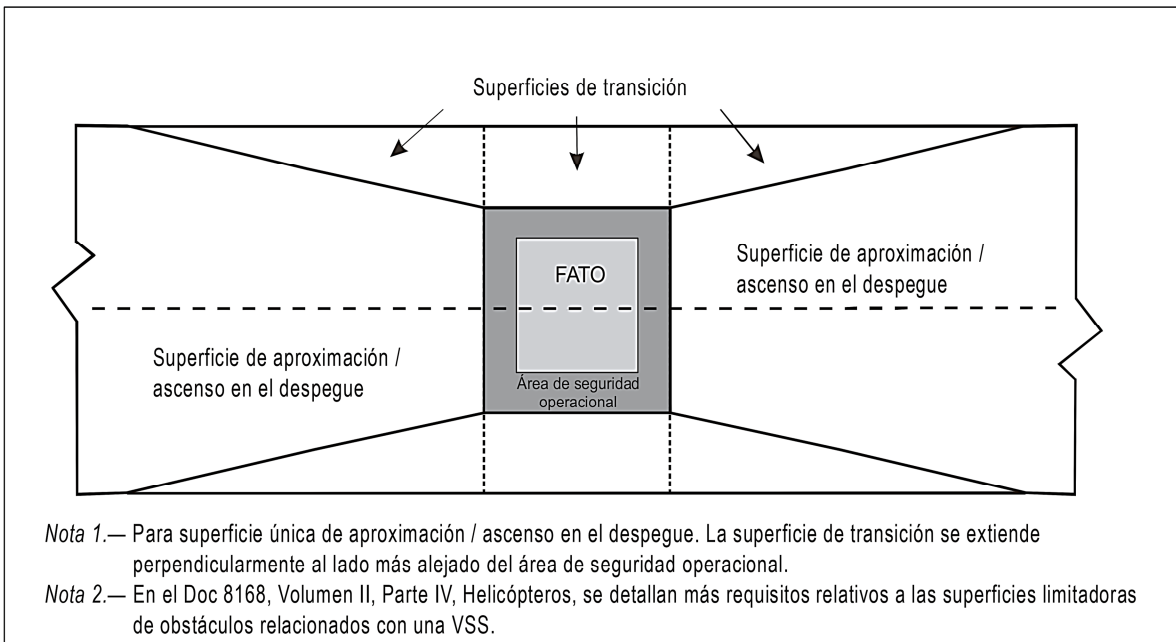 Superficies de transición
FATO
Superficie de aproximación /
ascenso en el despegue
Superficie de aproximación /
ascenso en el despegue
Área de seguridad
operacional
Nota 1.— Para superficie única de aproximación / ascenso en el despegue. La superficie de transición se extiende
perpendicularmente al lado más alejado del área de seguridad operacional.
Nota 2.— En el Doc 8168, Volumen II, Parte IV, Helicópteros, se detallan más requisitos relativos a las superficies limitadoras
de obstáculos relacionados con una VSS.